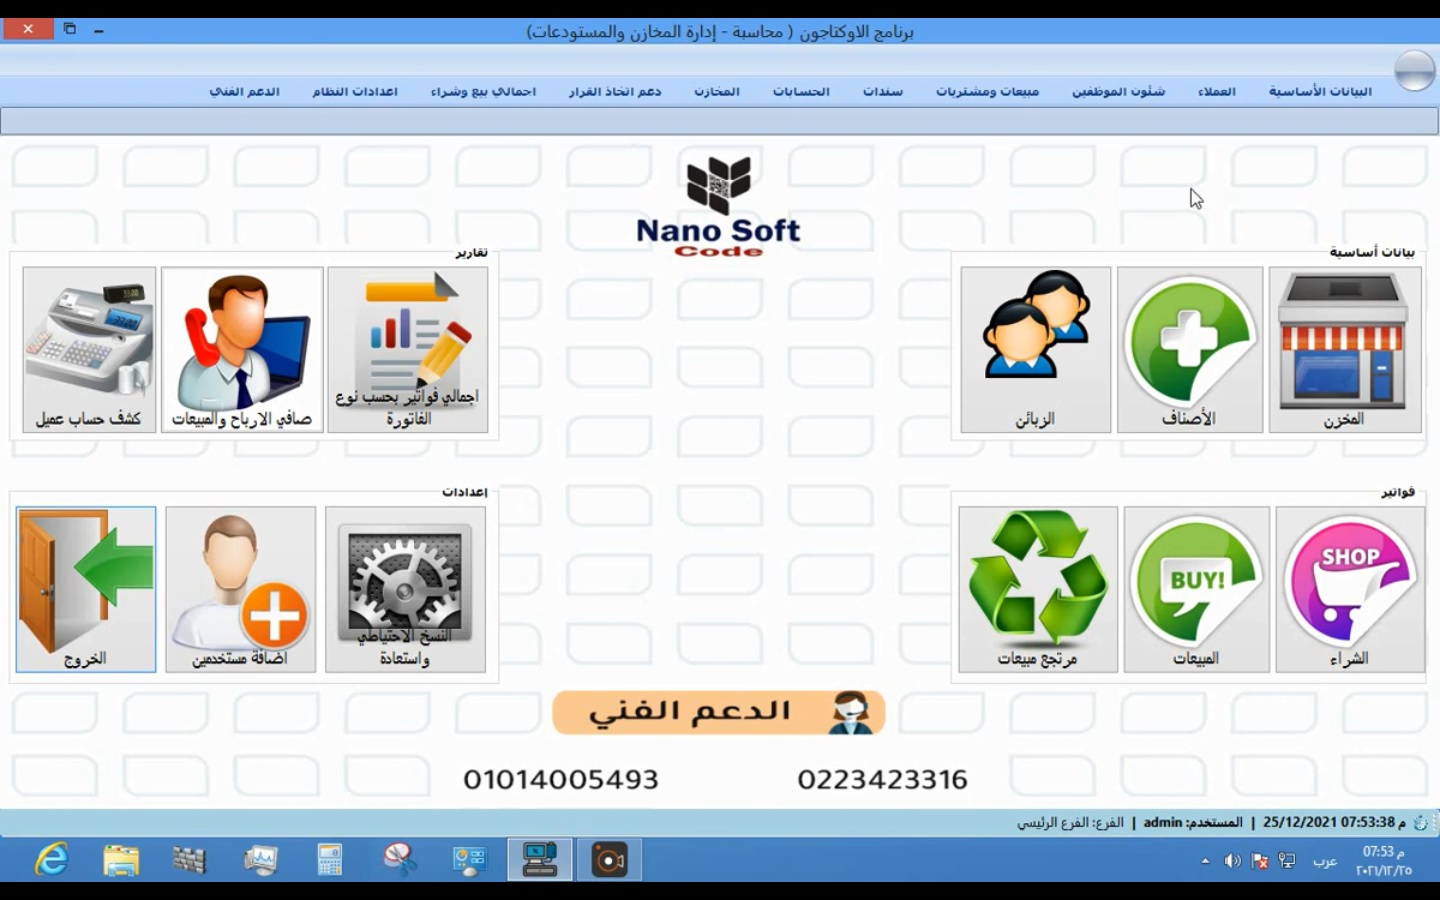 برنامج الاوكتاجون ( محاسبة - إدارة المخازن والمستودعات)
البيانات الأساسية العملاء شئون الموظفين مبيعات ومشتريات سندات الحسابات المخازن دعم اتخاذ القرار اجمالي بيع وشراء اعدادات النظام الدعم الفني
Nano Soft
Code
بيانات أساسية
المخزن
الأصناف
الزبائن
تقارير
اجمالي فواتير بحسب نوع
الفاتورة
صافي الارباح والمبيعات
كشف حساب عميل
فواتير
SHOP
الشراء
BUY!
المبيعات
مرتجع مبيعات
إعدادات
النسخ الاحتياطي
واستعادة
اضافة مستخدمين
الخروج
الدعم الفني
01014005493
0223423316
25/12/2021 07:53:38 م | المستخدم: admin | الفرع: الفرع الرئيسي
عرب
07:53 م
٢٠٢١/١٢/٢٥